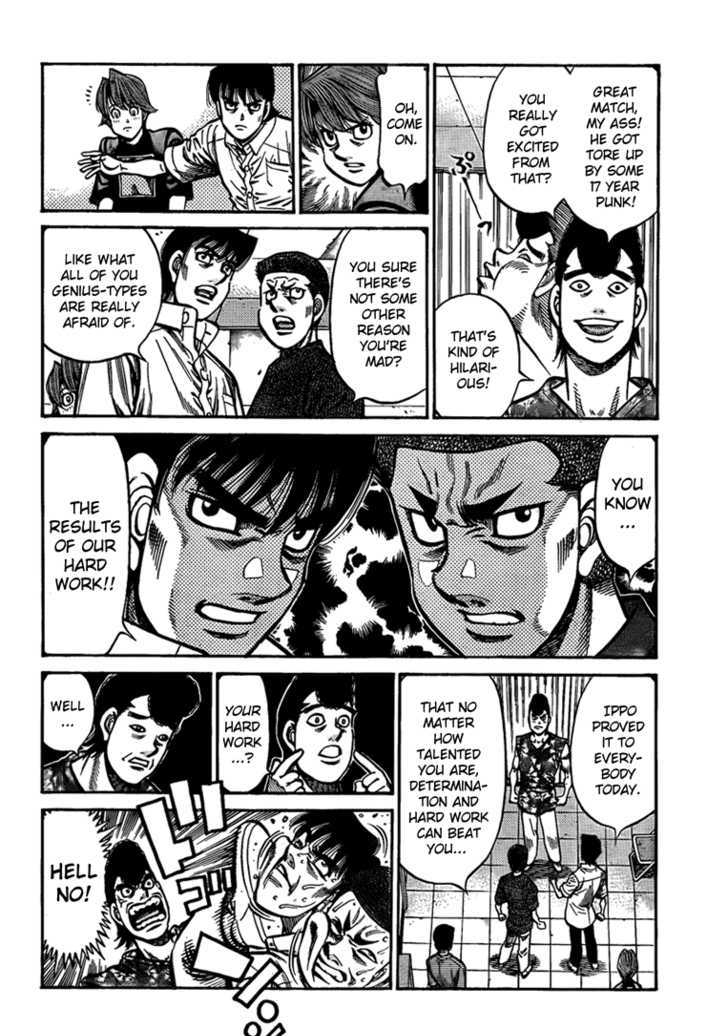 GREAT
MATCH,
MY ASS!
HE GOT
TORE UP
BY SOME
17 YEAR
PUNK!
YOU
REALLY
GOT
EXCITED
FROM
THAT?
ぷ°
THAT'S
KIND OF
HILARI-
OUS!
OH,
COME
ON.
YOU SURE
THERE'S
NOT SOME
OTHER
REASON
YOU'RE
MAD?
LIKE WHAT
ALL OF YOU
GENIUS-TYPES
ARE REALLY
AFRAID OF.
YOU
KNOW
...
THE
RESULTS
OF OUR
HARD
WORK!!
IPPO
PROVED
IT TO
EVERY-
BODY
TODAY.
THAT NO
MATTER
HOW
TALENTED
YOU ARE,
DETERMINA-
TION AND
HARD WORK
CAN BEAT
YOU...
YOUR
HARD
WORK
...?
WELL
...
HELL
NO!